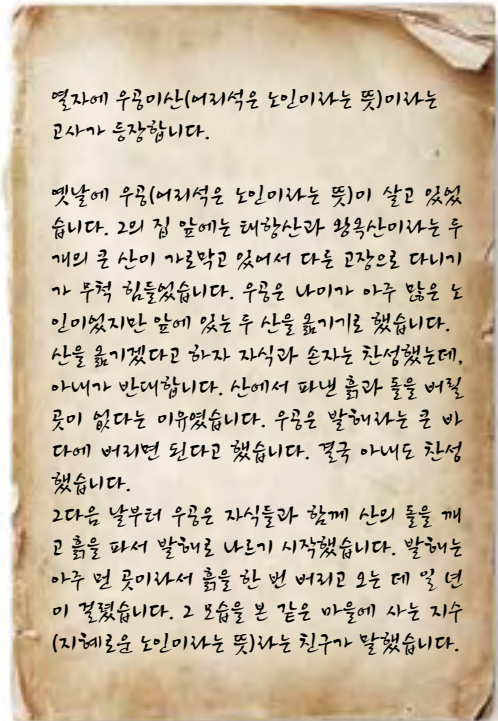 열자에 우공이산(어리석은 노인이라는 뜻)이라는
고사가 등장합니다.
옛날에 우공(어리석은 노인이라는 뜻)이 살고 있었
습니다. 그의 집 앞에는 태항산과 왕옥산이라는 두
개의 큰 산이 가로막고 있어서 다른 고장으로 다니기
가 무척 힘들었습니다. 우공은 나이가 아주 많은 노
인이었지만 앞에 있는 두 산을 옮기기로 했습니다.
산을 옮기겠다고 하자 자식과 손자는 찬성했는데,
아내가 반대합니다. 산에서 파낸 흙과 돌을 버릴
곳이 없다는 이유였습니다. 우공은 발해라는 큰 바
다에 버리면 된다고 했습니다. 결국 아내도 찬성
했습니다.
그다음 날부터 우공은 자식들과 함께 산의 돌을 깨
고 흙을 파서 발해로 나르기 시작했습니다. 발해는
아주 먼 곳이라서 흙을 한 번 버리고 오는 데 일 년
이 걸렸습니다. 그 모습을 본 같은 마을에 사는 지수
(지혜로운 노인이라는 뜻)라는 친구가 말했습니다.